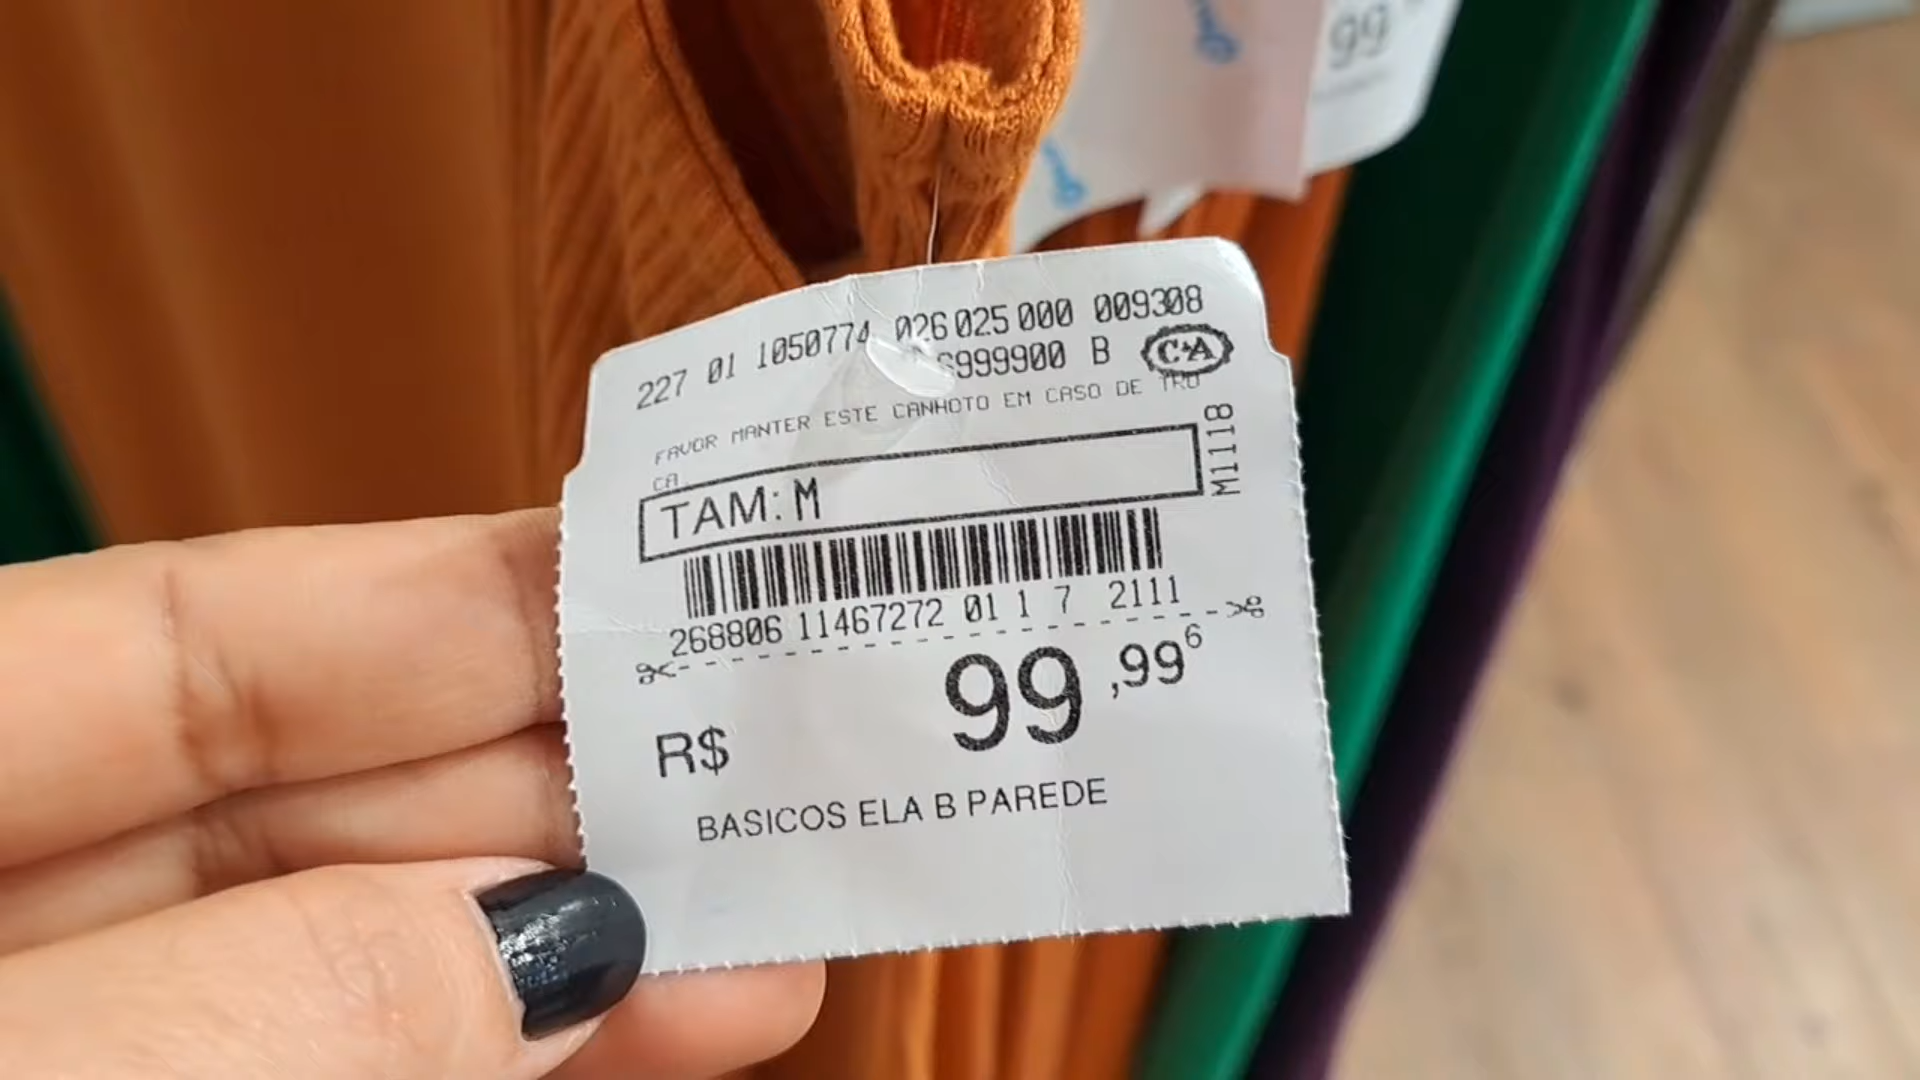 99
227 01 1050774 026 025 000 009308
999900 B C&A
FAVOR MANTER ESTE CANHOTO EM CASO DE TRO
CA
TAM: M
M1118
268806 11467272 01 1 7 2111
R$ 99,99⁶
BASICOS ELA B PAREDE